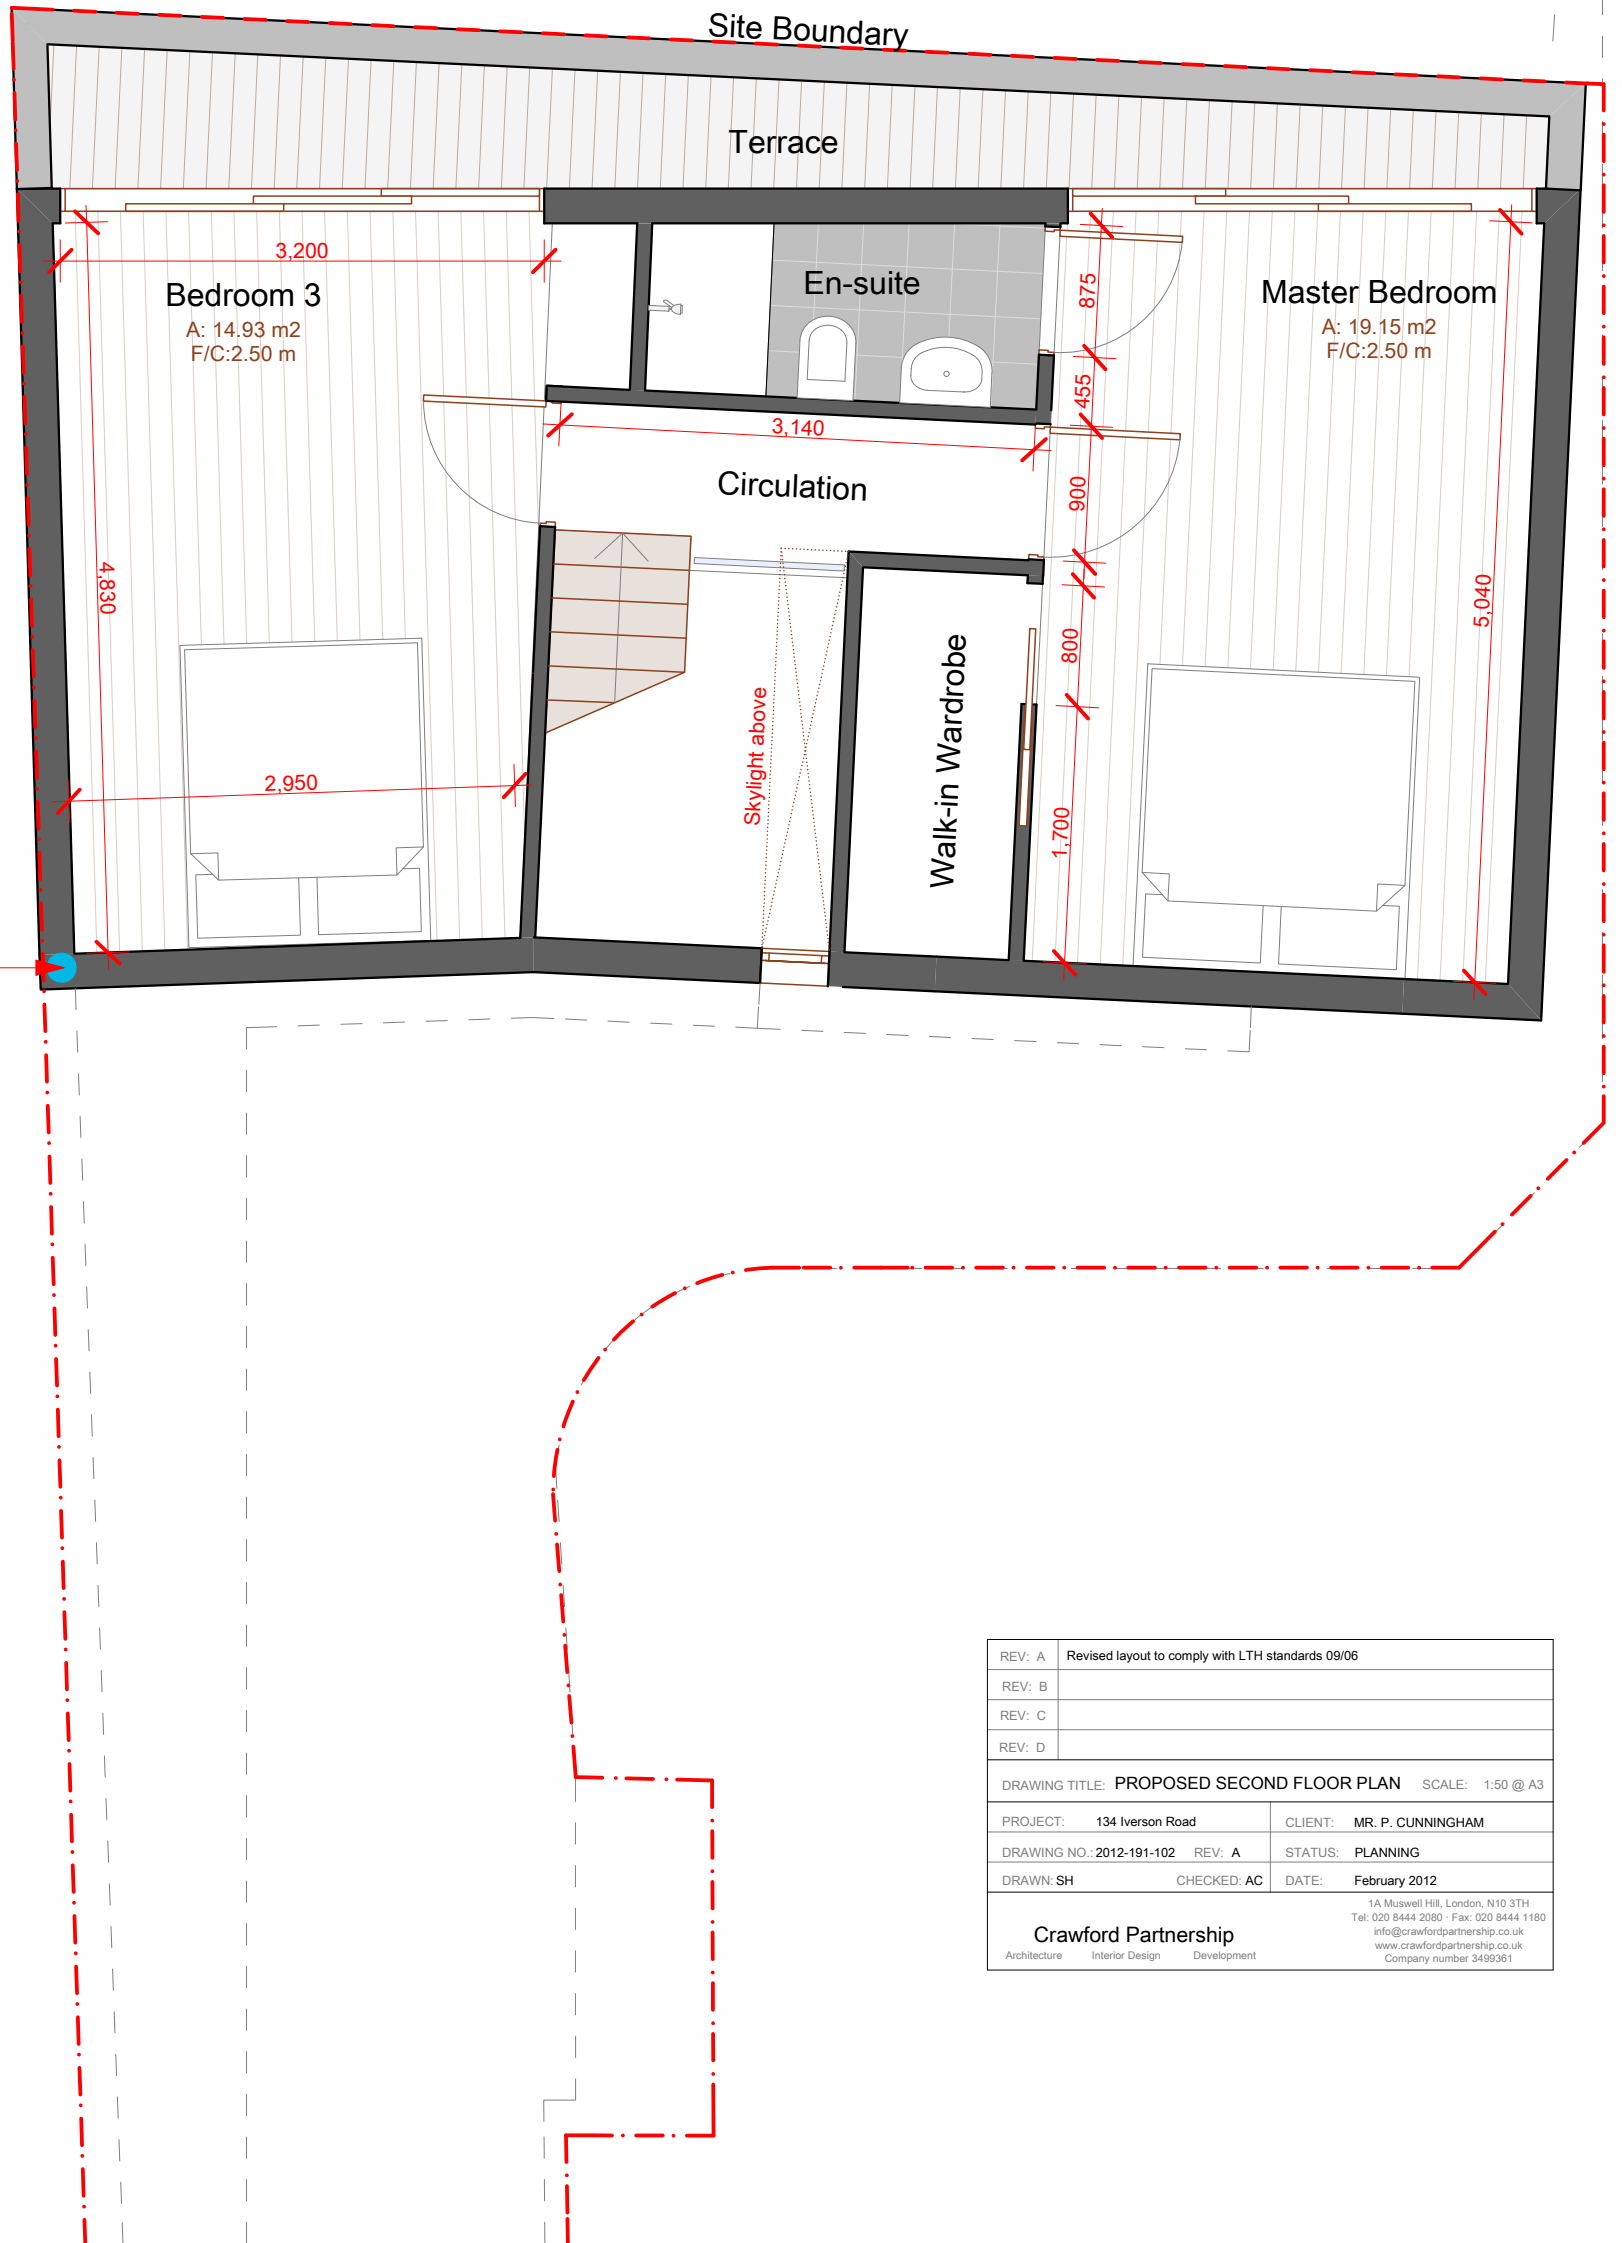 Site Boundary
Terrace
3,200
Bedroom 3
A: 14.93 m2
F/C:2.50 m
En-suite
875
Master Bedroom
A: 19.15 m2
F/C:2.50 m
455
3,140
Circulation
900
4,830
5,040
800
Walk-in Wardrobe
Skylight above
2,950
1,700
REV: A Revised layout to comply with LTH standards 09/06
REV: B
REV: C
REV: D
DRAWING TITLE: PROPOSED SECOND FLOOR PLAN SCALE: 1:50 @ A3
PROJECT: 134 Iverson Road CLIENT: MR. P. CUNNINGHAM
DRAWING NO.: 2012-191-102 REV: A STATUS: PLANNING
DRAWN: SH CHECKED: AC DATE: February 2012
Crawford Partnership
Architecture Interior Design Development
1A Muswell Hill, London, N10 3TH
Tel: 020 8444 2080 · Fax: 020 8444 1180
info@crawfordpartnership.co.uk
www.crawfordpartnership.co.uk
Company number 3499361